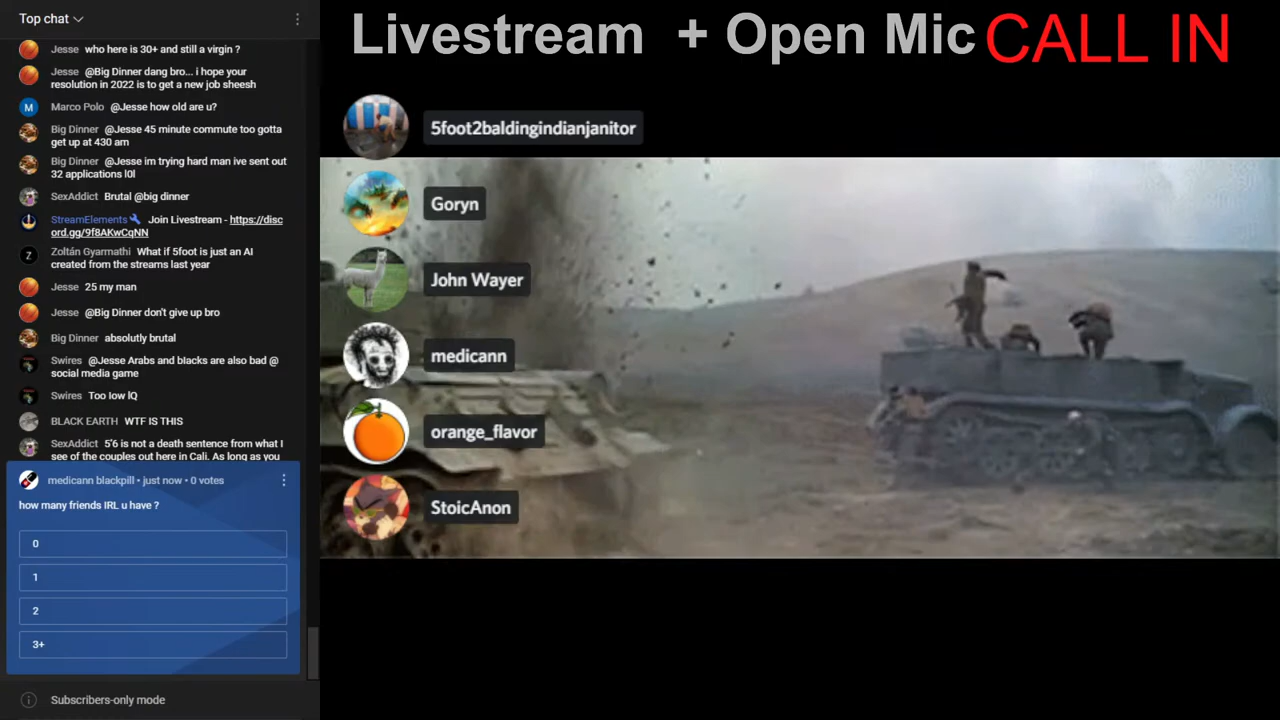 Top chat
Jesse who here is 30+ and still a virgin ?
Jesse @Big Dinner dang bro... i hope your
resolution in 2022 is to get a new job sheesh
M
Marco Polo @Jesse how old are u?
Big Dinner @Jesse 45 minute commute too gotta
get up at 430 am
Big Dinner @Jesse im trying hard man ive sent out
32 applications l0l
SexAddict Brutal @big dinner
StreamElements Join Livestream - https://disc
ord.gg/9f8AKwCqNN
Z
Zoltán Gyarmathi What if 5foot is just an AI
created from the streams last year
Jesse 25 my man
Jesse @Big Dinner don't give up bro
Big Dinner absolutly brutal
Swires @Jesse Arabs and blacks are also bad @
social media game
Swires Too low IQ
BLACK EARTH WTF IS THIS
SexAddict 5'6 is not a death sentence from what I
see of the couples out here in Cali. As long as you
medicann blackpill • just now • 0 votes
how many friends IRL u have ?
0
1
2
3+
Subscribers-only mode
Livestream + Open Mic CALL IN
5foot2baldingindianjanitor
Goryn
John Wayer
medicann
orange_flavor
StoicAnon